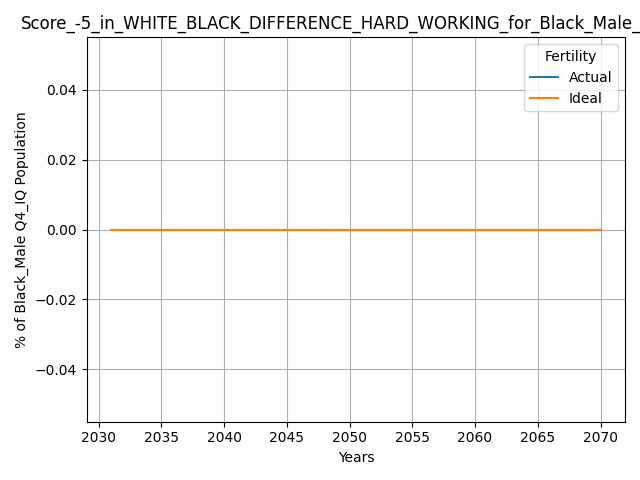 Score_-5_in_WHITE_BLACK_DIFFERENCE_HARD_WORKING_for_Black_Male_
Fertility
Actual
Ideal
0.04
0.02
0.00
−0.02
−0.04
% of Black_Male Q4_IQ Population
2030 2035 2040 2045 2050 2055 2060 2065 2070
Years